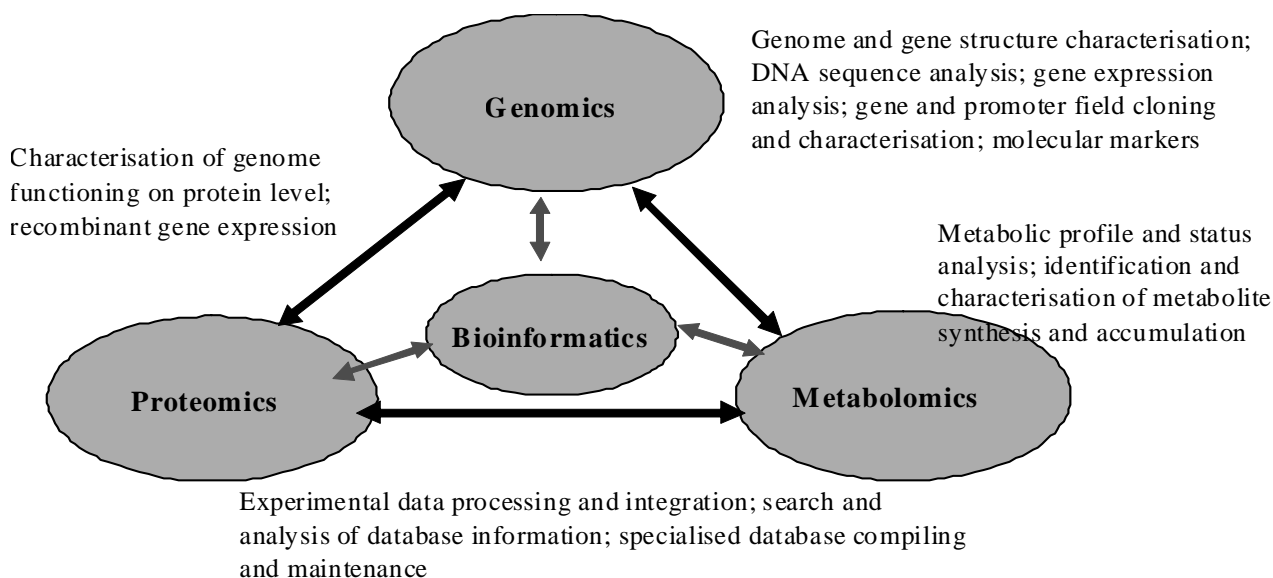 Genome and gene structure characterisation;
DNA sequence analysis; gene expression
analysis; gene and promoter field cloning
and characterisation; molecular markers
Genomics
Characterisation of genome
functioning on protein level;
recombinant gene expression
Metabolic profile and status
analysis; identification and
characterisation of metabolite
synthesis and accumulation
Bioinformatics
Proteomics
Metabolomics
Experimental data processing and integration; search and
analysis of database information; specialised database compiling
and maintenance